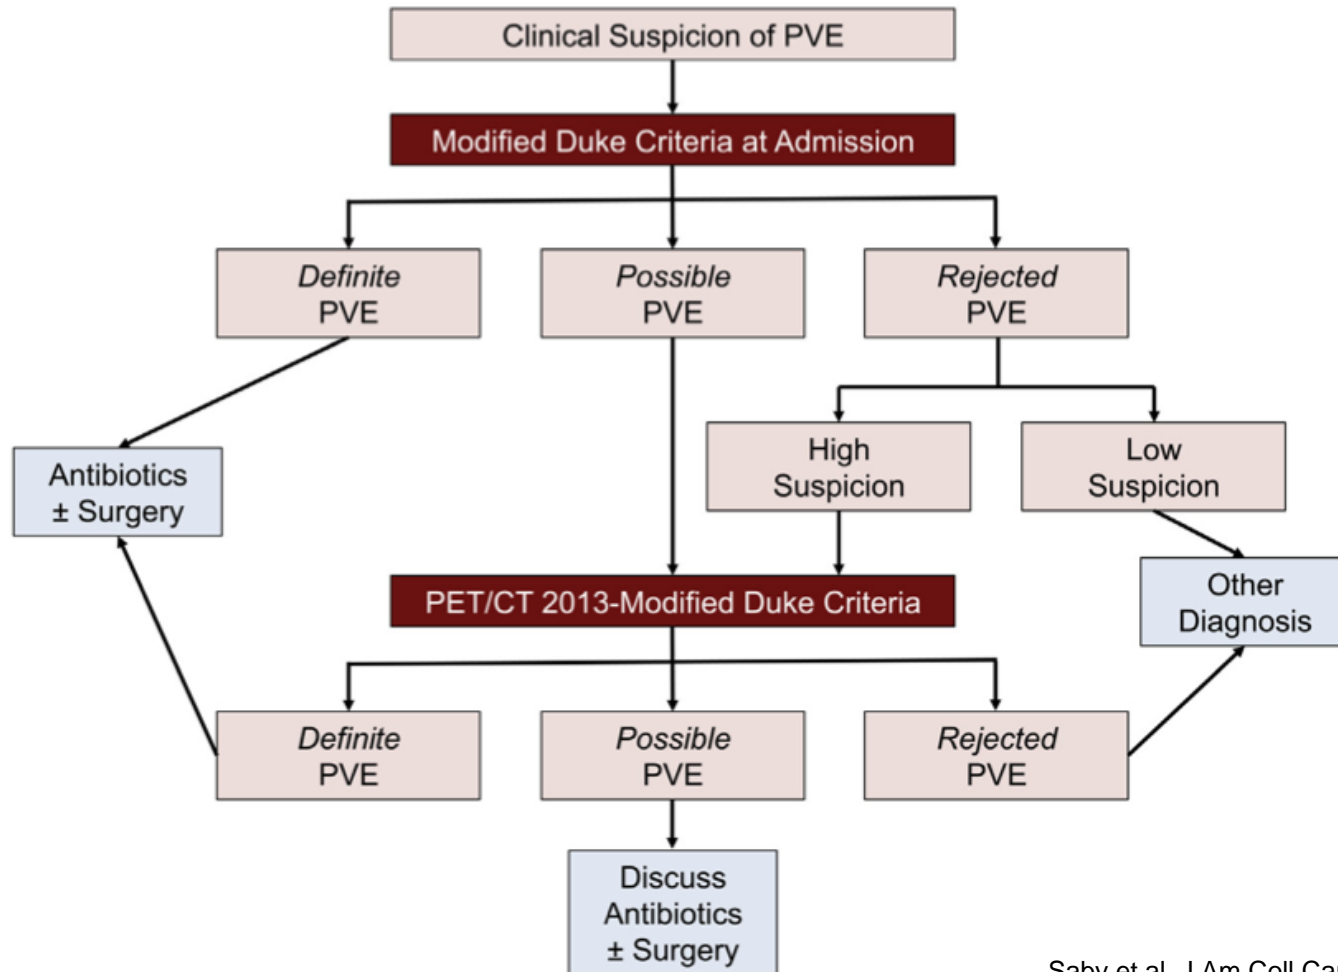 Clinical Suspicion of PVE
Modified Duke Criteria at Admission
Definite
PVE
Possible
PVE
Rejected
PVE
High
Suspicion
Low
Suspicion
Antibiotics
± Surgery
Other
Diagnosis
PET/CT 2013-Modified Duke Criteria
Definite
PVE
Possible
PVE
Rejected
PVE
Discuss
Antibiotics
± Surgery
Saby et al. J Am Coll